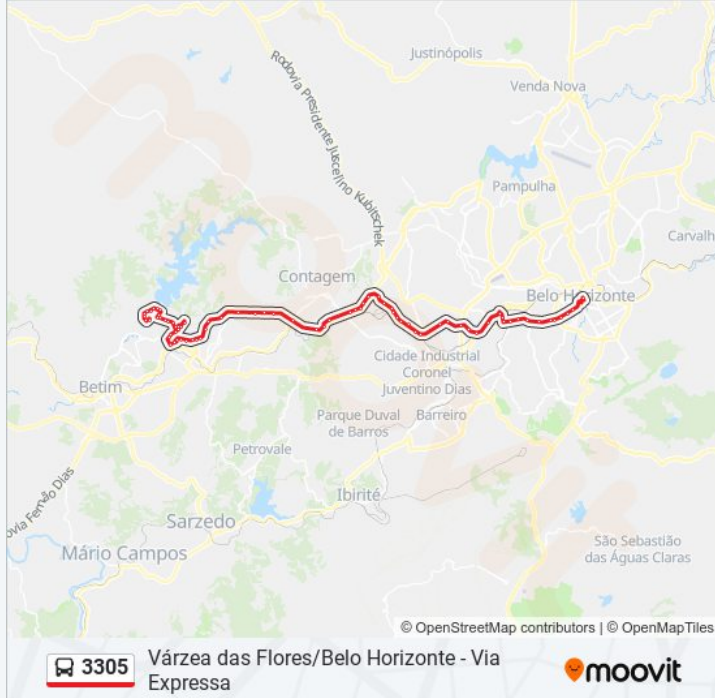 Justinópolis
Venda Nova
Rodovia Presidente Juscelino Kubitschek
Pampulha
Carvalh
Contagem
Belo Horizonte
Cidade Industrial
Coronel
Juventino Dias
Betim
Parque Duval
de Barros
Barreiro
Petrovale
ovia Fernão Dias
Ibirité
Sarzedo
Mário Campos
São Sebastião
das Águas Claras
© OpenStreetMap contributors | © OpenMapTiles
3305
Várzea das Flores/Belo Horizonte - Via
Expressa
moovit